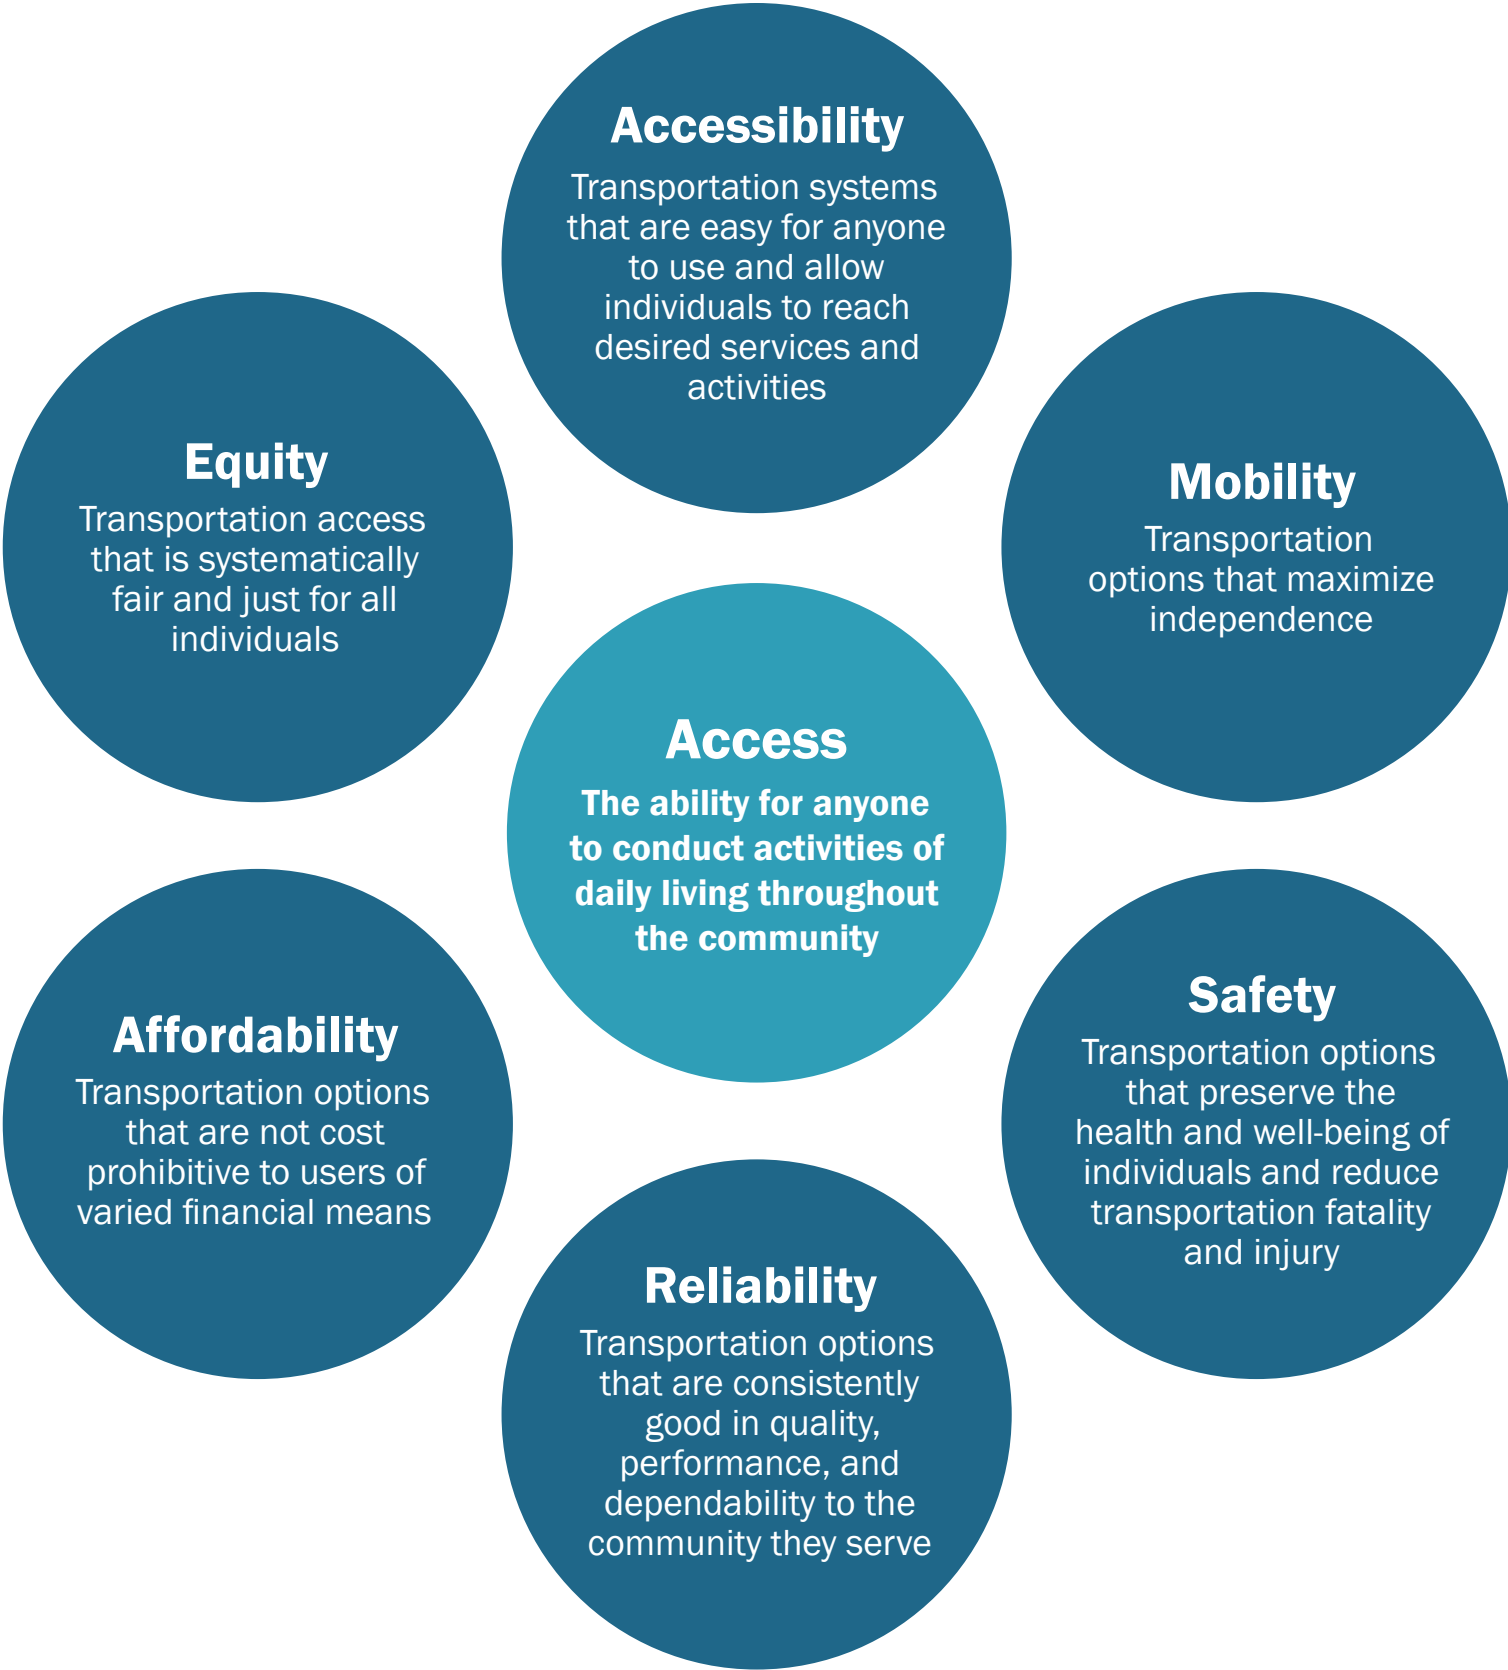 Accessibility
Transportation systems
that are easy for anyone
to use and allow
individuals to reach
desired services and
activities
Equity
Transportation access
that is systematically
fair and just for all
individuals
Mobility
Transportation
options that maximize
independence
Access
The ability for anyone
to conduct activities of
daily living throughout
the community
Affordability
Transportation options
that are not cost
prohibitive to users of
varied financial means
Safety
Transportation options
that preserve the
health and well-being of
individuals and reduce
transportation fatality
and injury
Reliability
Transportation options
that are consistently
good in quality,
performance, and
dependability to the
community they serve